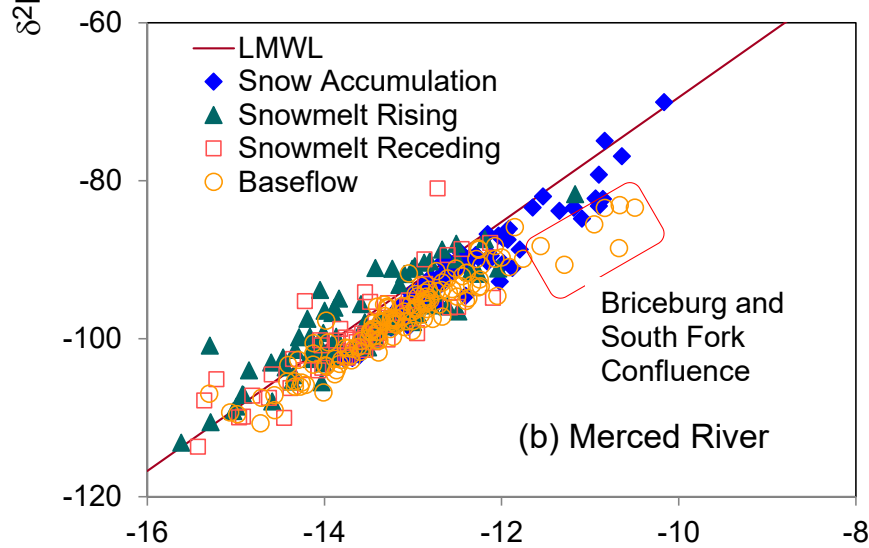 δ²
-60
LMWL
Snow Accumulation
Snowmelt Rising
Snowmelt Receding
-80
Baseflow
Briceburg and
South Fork
Confluence
-100
(b) Merced River
-120
-16 -14 -12 -10 -8